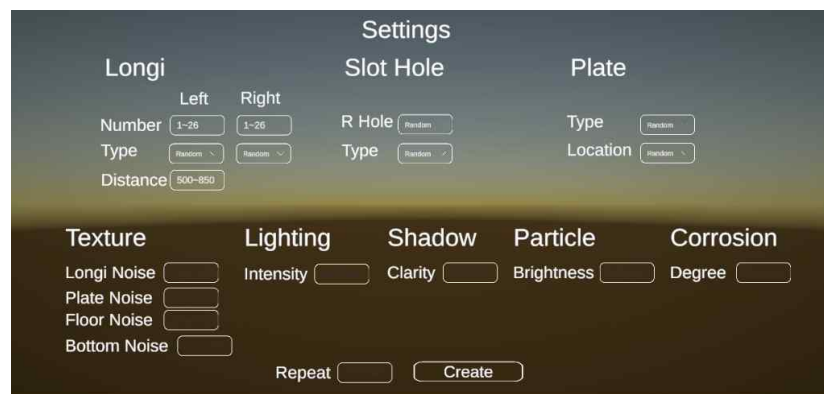 Settings
Longi Slot Hole Plate
Left Right
Number 1~26 1~26 R Hole Random Type Random
Type Random Random Type Random Location Random
Distance 500~850
Texture Lighting Shadow Particle Corrosion
Longi Noise Intensity Clarity Brightness Degree
Plate Noise
Floor Noise
Bottom Noise
Repeat Create